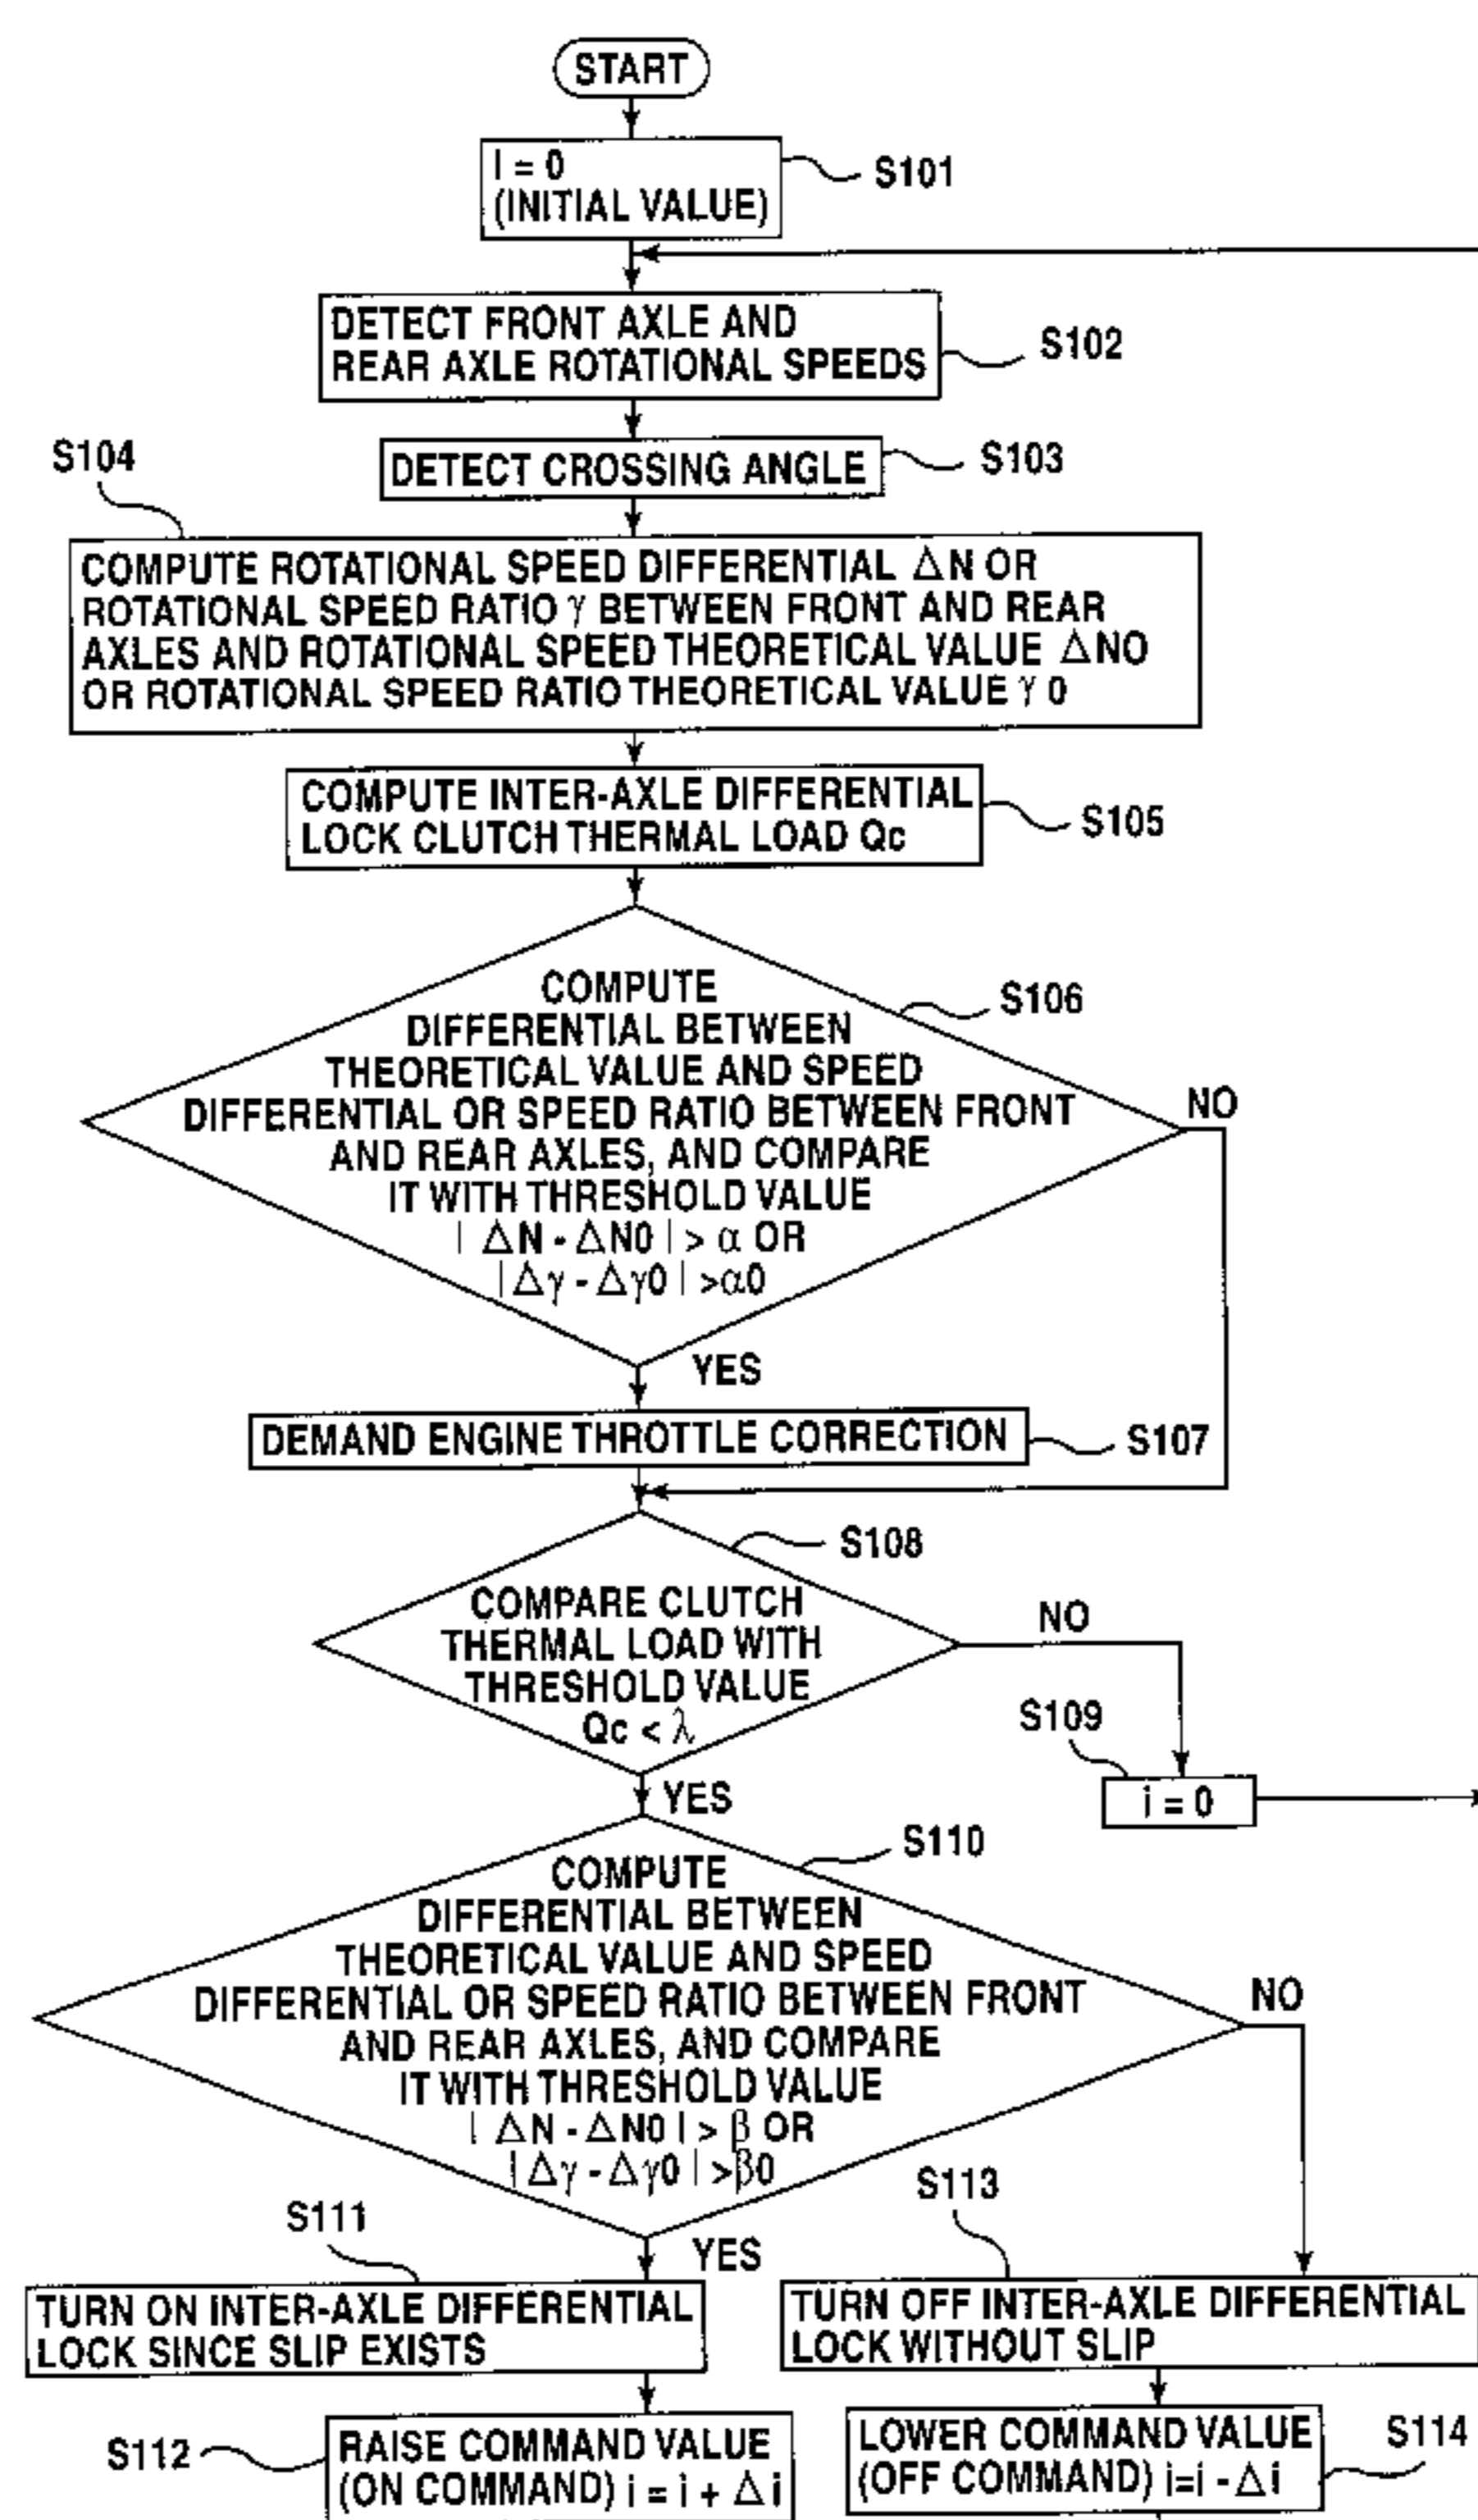 START
I = 0
(INITIAL VALUE)
S101
DETECT FRONT AXLE AND
REAR AXLE ROTATIONAL SPEEDS
S102
DETECT CROSSING ANGLE
S103
S104
COMPUTE ROTATIONAL SPEED DIFFERENTIAL ΔN OR
ROTATIONAL SPEED RATIO γ BETWEEN FRONT AND REAR
AXLES AND ROTATIONAL SPEED THEORETICAL VALUE ΔNO
OR ROTATIONAL SPEED RATIO THEORETICAL VALUE γ 0
COMPUTE INTER-AXLE DIFFERENTIAL
LOCK CLUTCH THERMAL LOAD Qc
S105
COMPUTE
DIFFERENTIAL BETWEEN
THEORETICAL VALUE AND SPEED
DIFFERENTIAL OR SPEED RATIO BETWEEN FRONT
AND REAR AXLES, AND COMPARE
IT WITH THRESHOLD VALUE
| ΔN - ΔN0 | > α OR
| Δγ - Δγ0 | >α0
S106
NO
YES
DEMAND ENGINE THROTTLE CORRECTION
S107
S108
COMPARE CLUTCH
THERMAL LOAD WITH
THRESHOLD VALUE
Qc < λ
NO
S109
i = 0
YES
S110
COMPUTE
DIFFERENTIAL BETWEEN
THEORETICAL VALUE AND SPEED
DIFFERENTIAL OR SPEED RATIO BETWEEN FRONT
AND REAR AXLES, AND COMPARE
IT WITH THRESHOLD VALUE
| ΔN - ΔN0 | > β OR
| Δγ - Δγ0 | >β0
NO
YES
S111
TURN ON INTER-AXLE DIFFERENTIAL
LOCK SINCE SLIP EXISTS
S113
TURN OFF INTER-AXLE DIFFERENTIAL
LOCK WITHOUT SLIP
S112
RAISE COMMAND VALUE
(ON COMMAND) i = i + Δi
LOWER COMMAND VALUE
(OFF COMMAND) i=i - Δi
S114